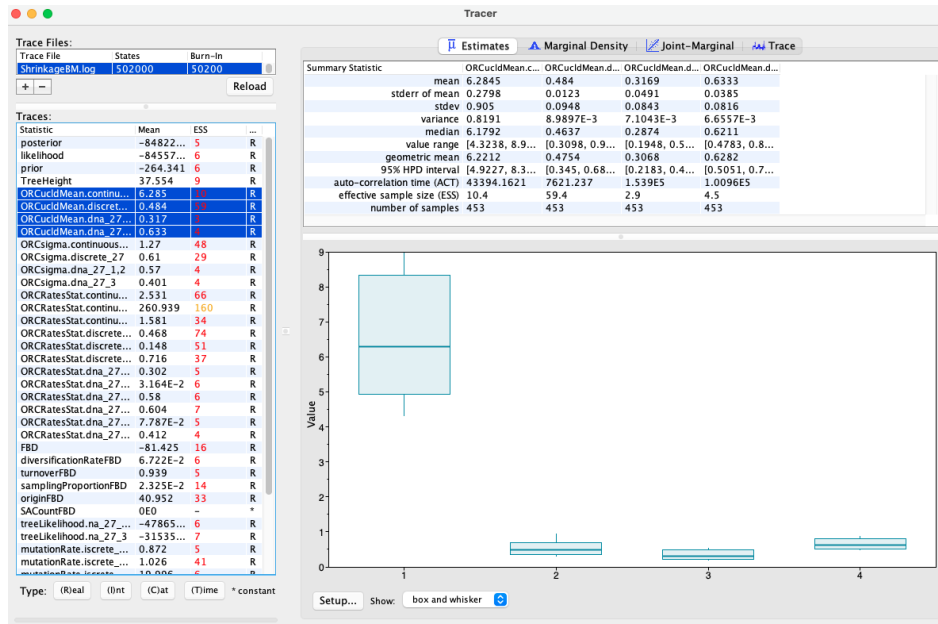 Tracer
Trace Files:
Trace File States Burn-In
ShrinkageBM.log 502000 50200
+ − Reload
Traces:
Statistic Mean ESS ...
posterior -84822... 5 R
likelihood -84557... 6 R
prior -264.341 6 R
TreeHeight 37.554 9 R
ORCucldMean.continu... 6.285 R
ORCucldMean.discret... 0.484 R
ORCucldMean.dna_27... 0.317 R
ORCucldMean.dna_27... 0.633 R
ORCsigma.continuous... 1.27 48 R
ORCsigma.discrete_27 0.61 29 R
ORCsigma.dna_27_1,2 0.57 4 R
ORCsigma.dna_27_3 0.401 4 R
ORCRatesStat.continu... 2.531 66 R
ORCRatesStat.continu... 260.939 160 R
ORCRatesStat.continu... 1.581 34 R
ORCRatesStat.discrete... 0.468 74 R
ORCRatesStat.discrete... 0.148 51 R
ORCRatesStat.discrete... 0.716 37 R
ORCRatesStat.dna_27... 0.302 5 R
ORCRatesStat.dna_27... 3.164E-2 6 R
ORCRatesStat.dna_27... 0.58 6 R
ORCRatesStat.dna_27... 0.604 7 R
ORCRatesStat.dna_27... 7.787E-2 5 R
ORCRatesStat.dna_27... 0.412 4 R
FBD -81.425 16 R
diversificationRateFBD 6.722E-2 6 R
turnoverFBD 0.939 5 R
samplingProportionFBD 2.325E-2 14 R
originFBD 40.952 33 R
SACountFBD 0E0 - *
treeLikelihood.na_27_... -47865... 6 R
treeLikelihood.na_27_3 -31535... 7 R
mutationRate.iscrete_... 0.872 5 R
mutationRate.iscrete_... 1.026 41 R
Type: (R)eal (I)nt (C)at (T)ime * constant
Estimates Marginal Density Joint-Marginal Trace
Summary Statistic ORCucldMean.c... ORCucldMean.d... ORCucldMean.d... ORCucldMean.d...
mean 6.2845 0.484 0.3169 0.6333
stderr of mean 0.2798 0.0123 0.0491 0.0385
stdev 0.905 0.0948 0.0843 0.0816
variance 0.8191 8.9897E-3 7.1043E-3 6.6557E-3
median 6.1792 0.4637 0.2874 0.6211
value range [4.3238, 8.9... [0.3098, 0.9... [0.1948, 0.5... [0.4783, 0.8...
geometric mean 6.2212 0.4754 0.3068 0.6282
95% HPD interval [4.9227, 8.3... [0.345, 0.68... [0.2183, 0.4... [0.5051, 0.7...
auto-correlation time (ACT) 43394.1621 7621.237 1.539E5 1.0096E5
effective sample size (ESS) 10.4 59.4 2.9 4.5
number of samples 453 453 453 453
9
8
7
6
5
4
3
2
1
0
Value
1 2 3 4
Setup... Show: box and whisker